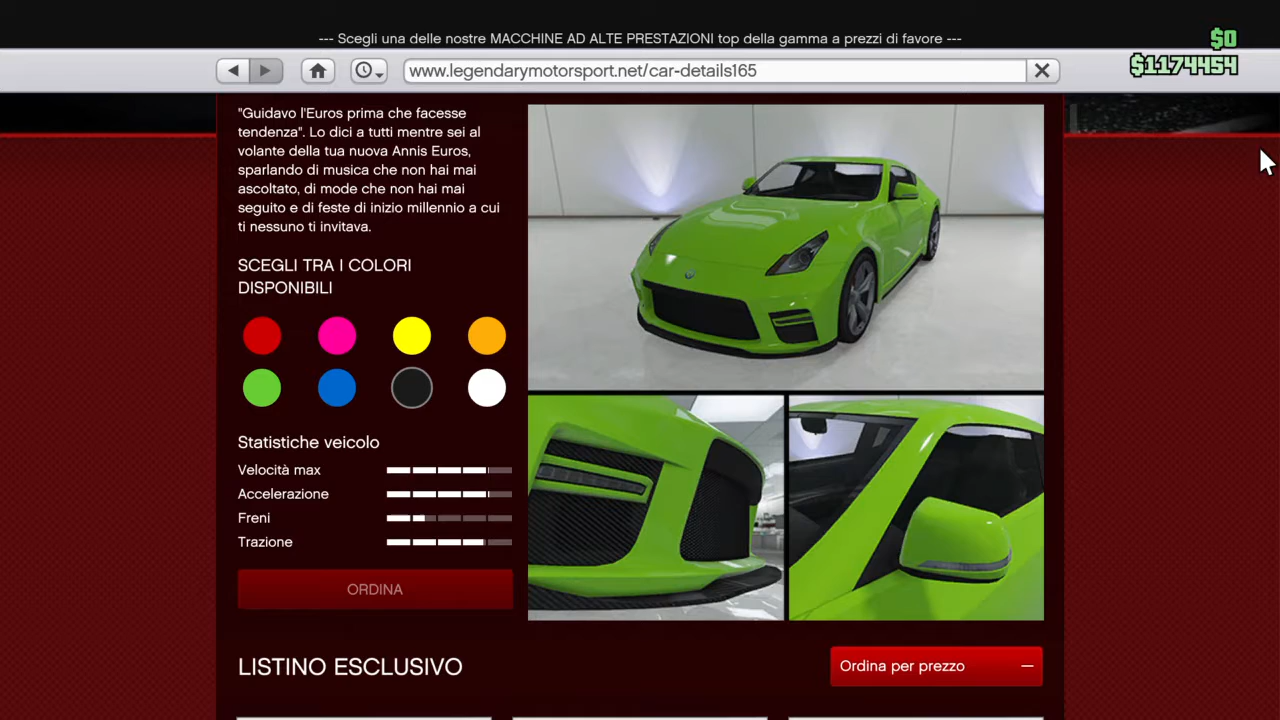 --- Scegli una delle nostre MACCHINE AD ALTE PRESTAZIONI top della gamma a prezzi di favore ---
$0
$1174454
www.legendarymotorsport.net/car-details165
"Guidavo l'Euros prima che facesse
tendenza". Lo dici a tutti mentre sei al
volante della tua nuova Annis Euros,
sparlando di musica che non hai mai
ascoltato, di mode che non hai mai
seguito e di feste di inizio millennio a cui
ti nessuno ti invitava.
SCEGLI TRA I COLORI
DISPONIBILI
Statistiche veicolo
Velocità max
Accelerazione
Freni
Trazione
ORDINA
LISTINO ESCLUSIVO
Ordina per prezzo